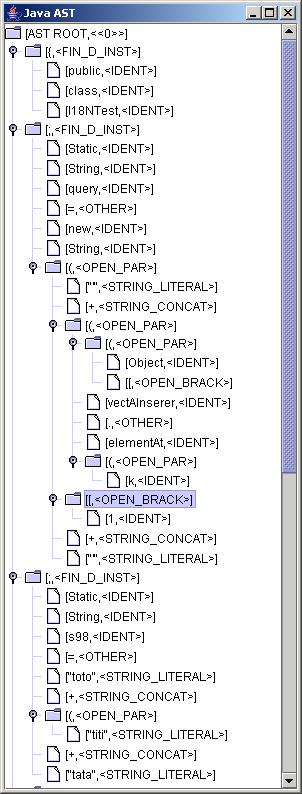 Java AST
[AST ROOT,<<0>>]
[{,<FIN_D_INST>]
[public,<IDENT>]
[class,<IDENT>]
[I18NTest,<IDENT>]
[;,<FIN_D_INST>]
[Static,<IDENT>]
[String,<IDENT>]
[query,<IDENT>]
[=,<OTHER>]
[new,<IDENT>]
[String,<IDENT>]
[(,<OPEN_PAR>]
["'",<STRING_LITERAL>]
[+,<STRING_CONCAT>]
[(,<OPEN_PAR>]
[(,<OPEN_PAR>]
[Object,<IDENT>]
[[,<OPEN_BRACK>]
[vectAInserer,<IDENT>]
[.,<OTHER>]
[elementAt,<IDENT>]
[(,<OPEN_PAR>]
[k,<IDENT>]
[[,<OPEN_BRACK>]
[1,<IDENT>]
[+,<STRING_CONCAT>]
["'",<STRING_LITERAL>]
[;,<FIN_D_INST>]
[Static,<IDENT>]
[String,<IDENT>]
[s98,<IDENT>]
[=,<OTHER>]
["toto",<STRING_LITERAL>]
[+,<STRING_CONCAT>]
[(,<OPEN_PAR>]
["titi",<STRING_LITERAL>]
[+,<STRING_CONCAT>]
["tata",<STRING_LITERAL>]